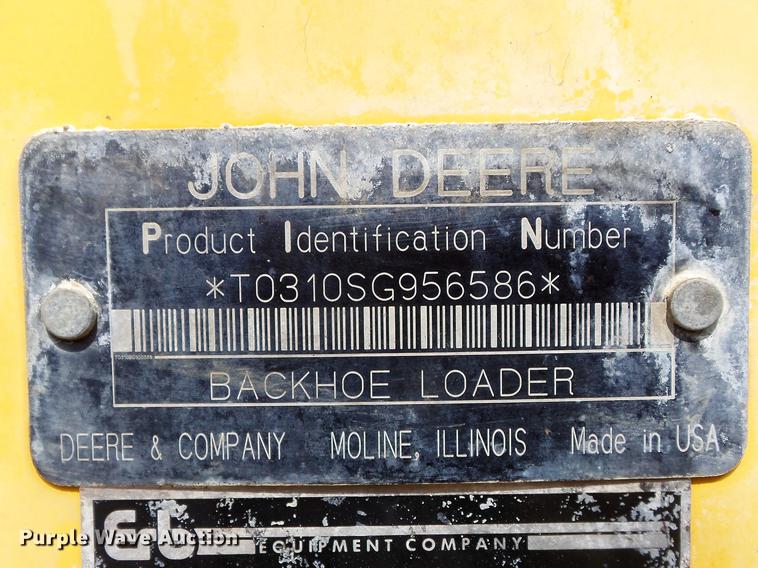 JOHN DEERE
Product Identification Number
*T0310SG956586*
BACKHOE LOADER
DEERE & COMPANY MOLINE, ILLINOIS Made in USA
EQUIPMENT COMPANY
Purple Wave Auction